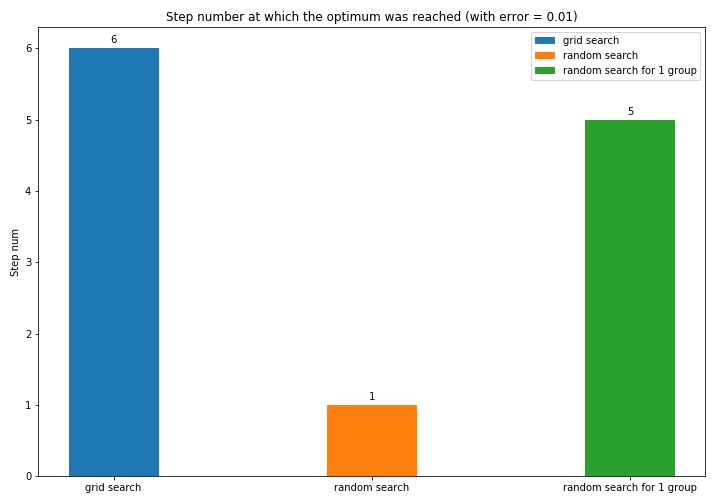 Step number at which the optimum was reached (with error = 0.01)
grid search
random search
random search for 1 group
6
1
5
Step num
6
5
4
3
2
1
0
grid search
random search
random search for 1 group